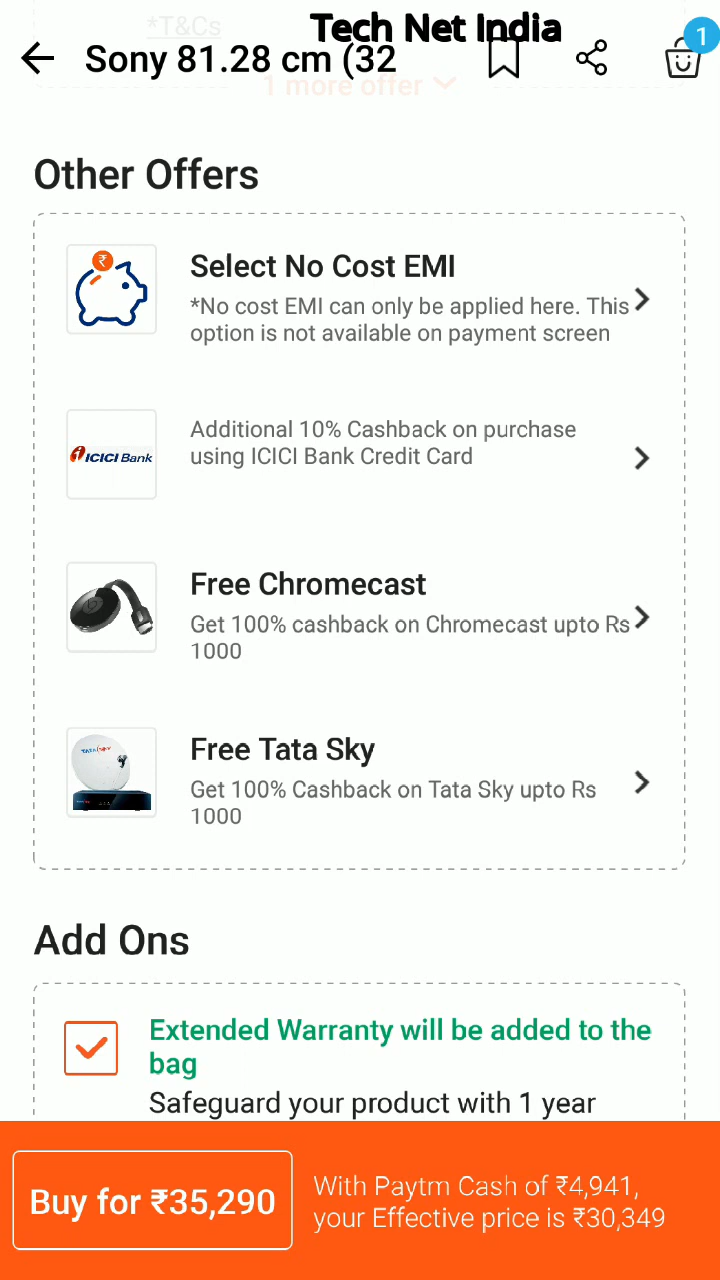 *T&Cs
Tech Net India
1
Sony 81.28 cm (32
1 more offer
Other Offers
₹
Select No Cost EMI
*No cost EMI can only be applied here. This
option is not available on payment screen
Additional 10% Cashback on purchase
using ICICI Bank Credit Card
ICICI Bank
Free Chromecast
Get 100% cashback on Chromecast upto Rs
1000
Free Tata Sky
TATA SKY
Get 100% Cashback on Tata Sky upto Rs
1000
Add Ons
Extended Warranty will be added to the
bag
Safeguard your product with 1 year
Buy for ₹35,290
With Paytm Cash of ₹4,941,
your Effective price is ₹30,349